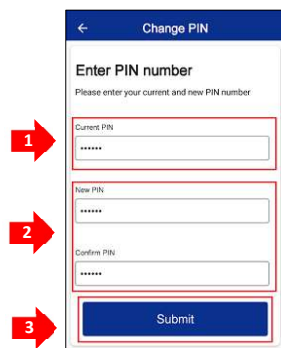 Change PIN
Enter PIN number
Please enter your current and new PIN number
Current PIN
••••••
1
New PIN
••••••
2
Confirm PIN
••••••
Submit
3